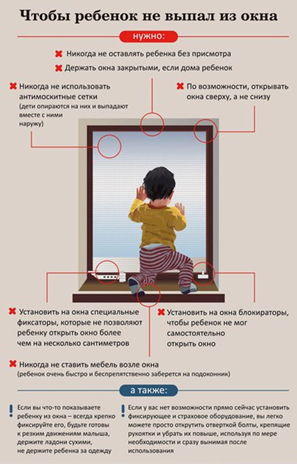 Чтобы ребенок не выпал из окна
нужно:
Никогда не оставлять ребенка без присмотра
Держать окна закрытыми, если дома ребенок
Никогда не использовать
антимоскитные сетки
(дети опираются на них и выпадают
вместе с ними
наружу)
По возможности, открывать
окна сверху, а не снизу
Установить на окна специальные
фиксаторы, которые не позволяют
ребенку открыть окно более
чем на несколько сантиметров
Установить на окна блокираторы,
чтобы ребенок не мог
самостоятельно
открыть окно
Никогда не ставить мебель возле окна
(ребенок очень быстро и беспрепятственно заберется на подоконник)
а также:
Если вы что-то показываете
ребенку из окна – всегда крепко
фиксируйте его, будьте готовы
к резким движениям малыша,
держите ладони сухими,
не держите ребенка за одежду
Если у вас нет возможности прямо сейчас установить
фиксирующее и страховое оборудование, вы легко
можете просто открутить отверткой болты, крепящие
рукоятки и убрать их повыше, используя по мере
необходимости и сразу вынимая после
использования